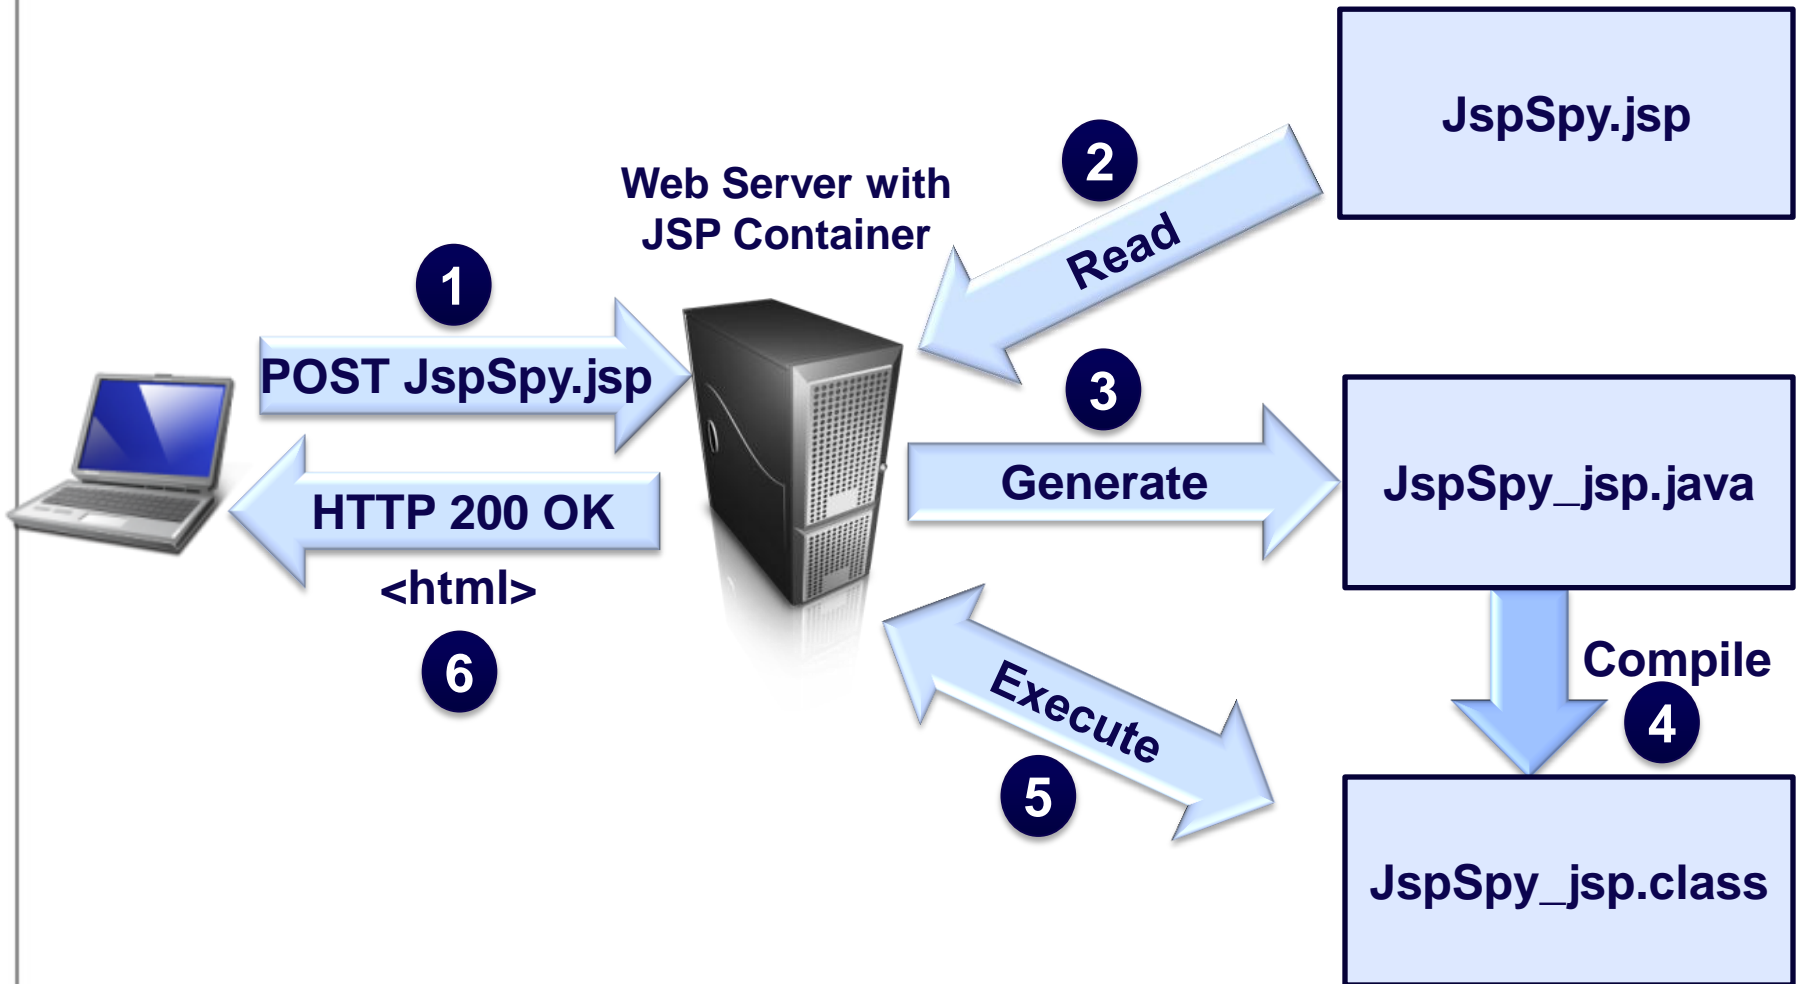 JspSpy.jsp
2
Web Server with
JSP Container
Read
1
POST JspSpy.jsp
3
Generate
JspSpy_jsp.java
HTTP 200 OK
<html>
6
Compile
4
Execute
5
JspSpy_jsp.class